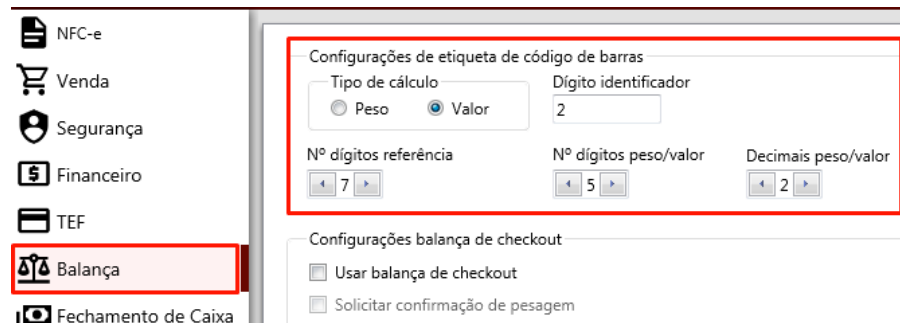 NFC-e
Venda
Segurança
Financeiro
TEF
Balança
Fechamento de Caixa
Configurações de etiqueta de código de barras
Tipo de cálculo
Dígito identificador
Peso
Valor
2
Nº dígitos referência
Nº dígitos peso/valor
Decimais peso/valor
7
5
2
Configurações balança de checkout
Usar balança de checkout
Solicitar confirmação de pesagem